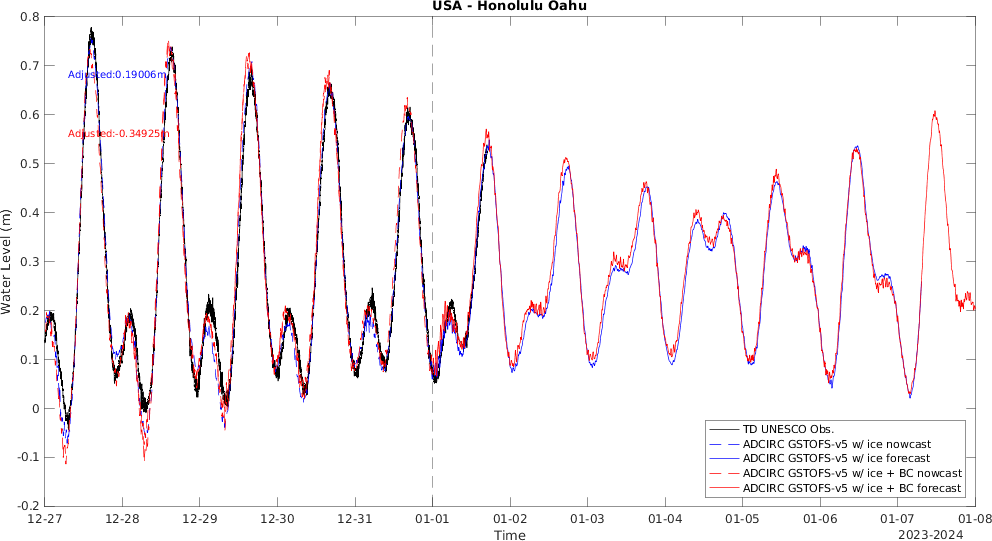 USA - Honolulu Oahu
0.8
0.7
0.6
0.5
0.4
0.3
0.2
0.1
0
-0.1
-0.2
Water Level (m)
Adjusted:0.19006m
Adjusted:-0.34925m
TD UNESCO Obs.
ADCIRC GSTOFS-v5 w/ ice nowcast
ADCIRC GSTOFS-v5 w/ ice forecast
ADCIRC GSTOFS-v5 w/ ice + BC nowcast
ADCIRC GSTOFS-v5 w/ ice + BC forecast
12-27 12-28 12-29 12-30 12-31 01-01 01-02 01-03 01-04 01-05 01-06 01-07 01-08
Time
2023-2024